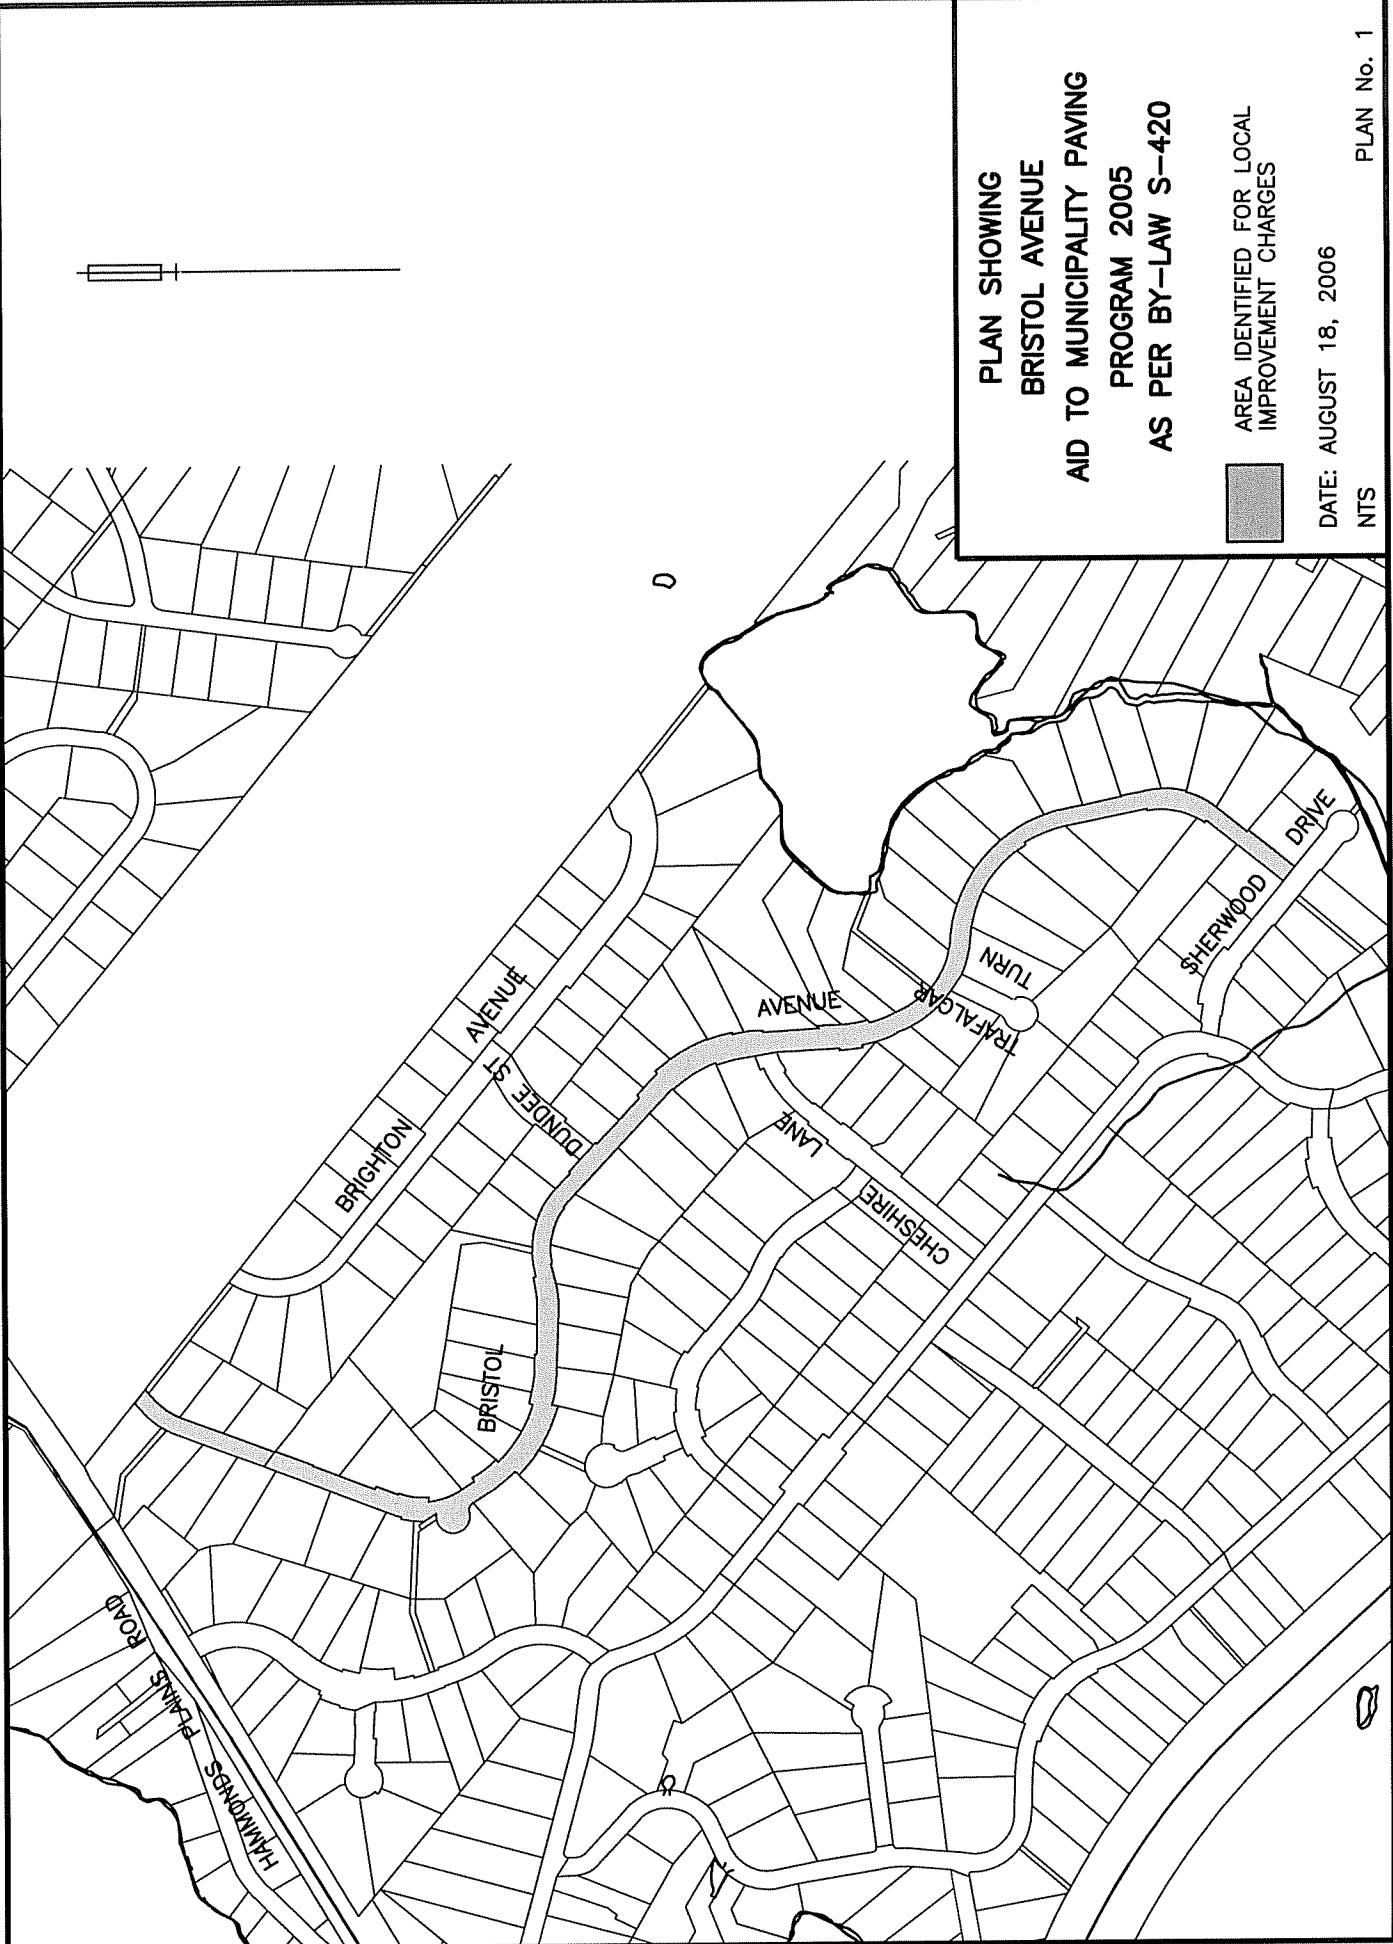 PLAN SHOWING
BRISTOL AVENUE
AID TO MUNICIPALITY PAVING
PROGRAM 2005
AS PER BY-LAW S-420
AREA IDENTIFIED FOR LOCAL
IMPROVEMENT CHARGES
DATE: AUGUST 18, 2006
NTS
PLAN No. 1
HAMMONDS PLAINS ROAD
BRISTOL
AVENUE
BRIGHTON
AVENUE
DUNDEE ST
CHESHIRE
LANE
TRAFALGAR
TURN
SHERWOOD
DRIVE